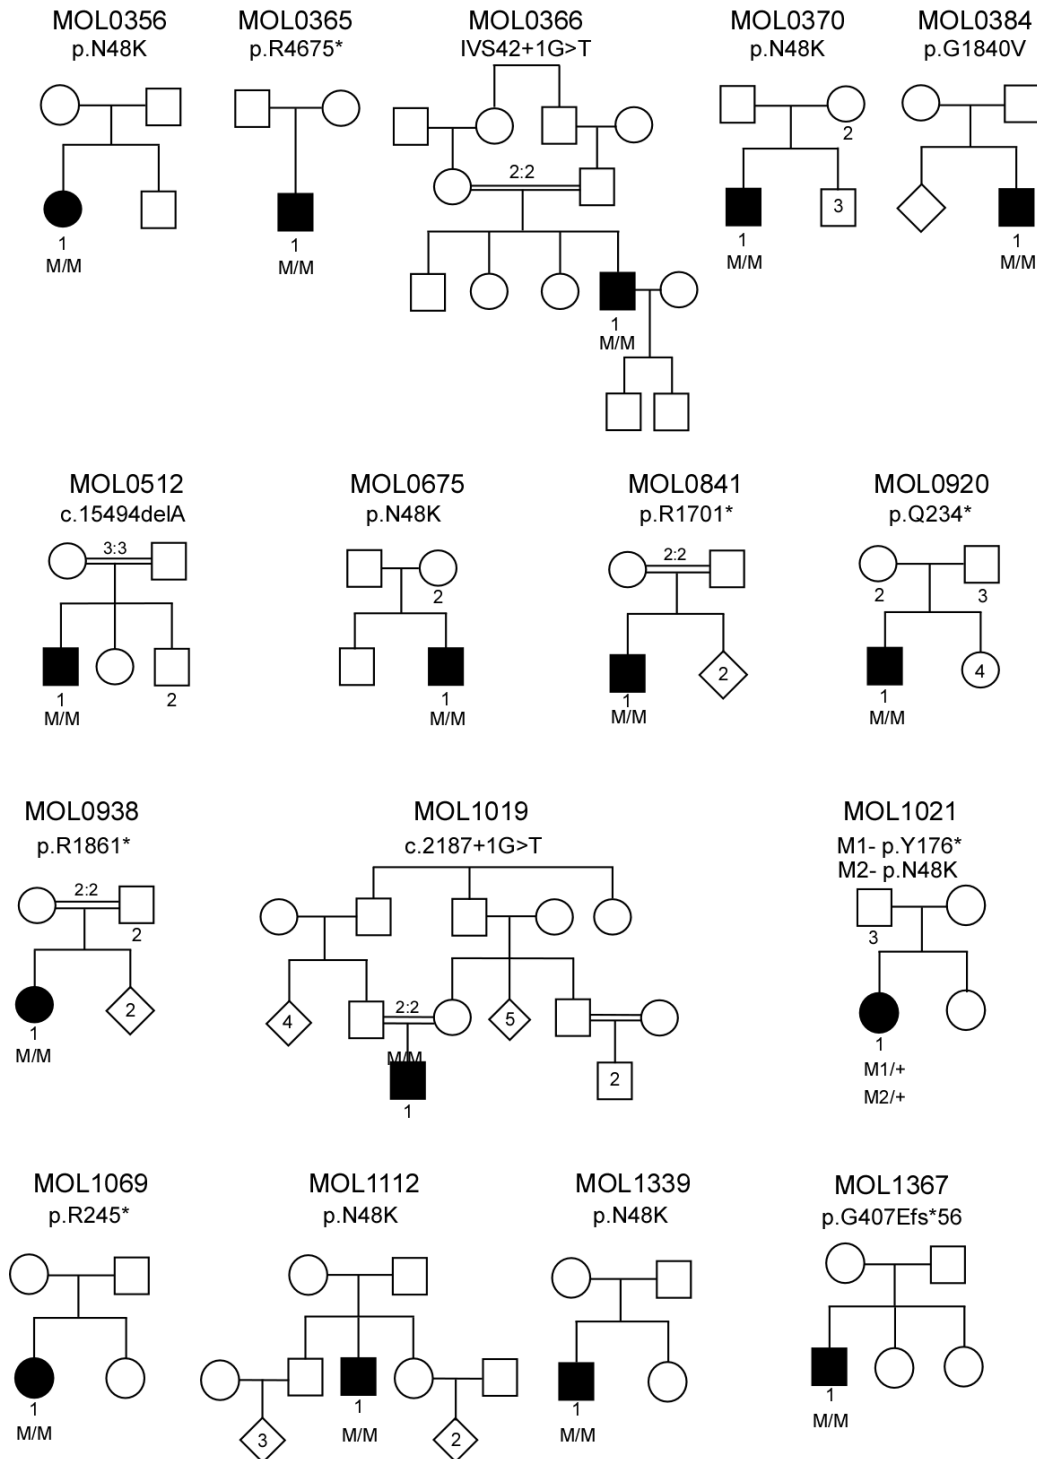 MOL0356
p.N48K
1
M/M
MOL0365
p.R4675*
1
M/M
MOL0366
IVS42+1G>T
2:2
1
M/M
MOL0370
p.N48K
2
3
1
M/M
MOL0384
p.G1840V
1
M/M
MOL0512
c.15494delA
3:3
1
M/M
2
MOL0675
p.N48K
2
1
M/M
MOL0841
p.R1701*
2:2
2
1
M/M
MOL0920
p.Q234*
2
3
4
1
M/M
MOL0938
p.R1861*
2:2
2
2
1
M/M
MOL1019
c.2187+1G>T
2:2
4
5
M/M
2
1
MOL1021
M1- p.Y176*
M2- p.N48K
3
1
M1/+
M2/+
MOL1069
p.R245*
1
M/M
MOL1112
p.N48K
1
M/M
3
2
MOL1339
p.N48K
1
M/M
MOL1367
p.G407Efs*56
1
M/M